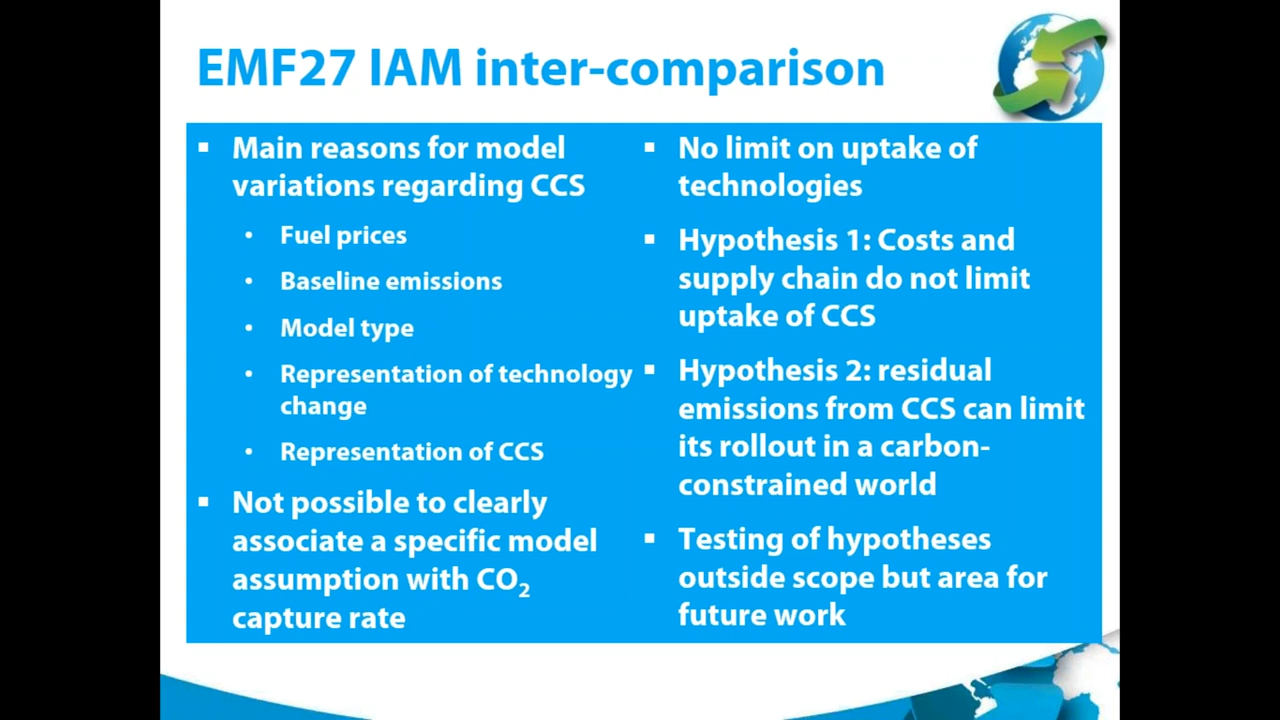 EMF27 IAM inter-comparison
▪ Main reasons for model
variations regarding CCS
• Fuel prices
• Baseline emissions
• Model type
• Representation of technology
change
• Representation of CCS
▪ Not possible to clearly
associate a specific model
assumption with CO₂
capture rate
▪ No limit on uptake of
technologies
▪ Hypothesis 1: Costs and
supply chain do not limit
uptake of CCS
▪ Hypothesis 2: residual
emissions from CCS can limit
its rollout in a carbon-
constrained world
▪ Testing of hypotheses
outside scope but area for
future work